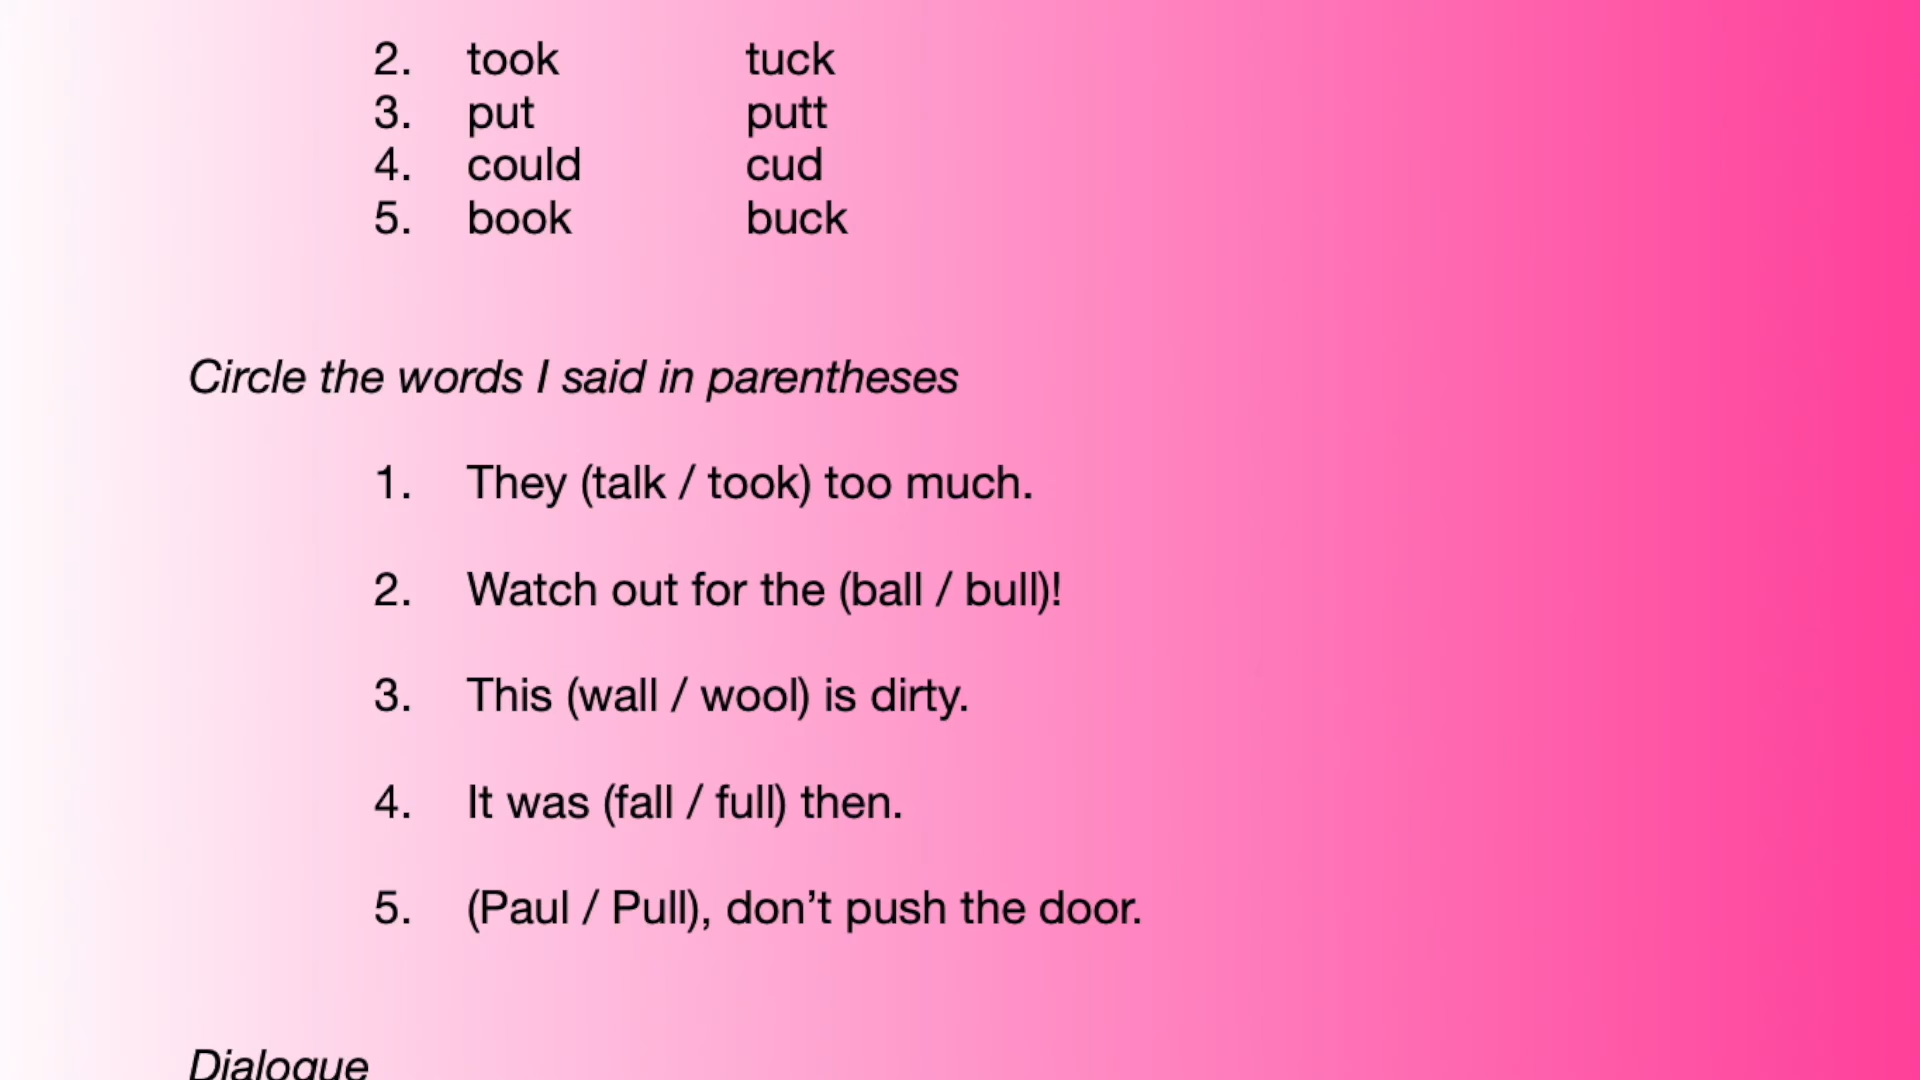 2. took tuck
3. put putt
4. could cud
5. book buck
Circle the words I said in parentheses
1. They (talk / took) too much.
2. Watch out for the (ball / bull)!
3. This (wall / wool) is dirty.
4. It was (fall / full) then.
5. (Paul / Pull), don’t push the door.
Dialogue